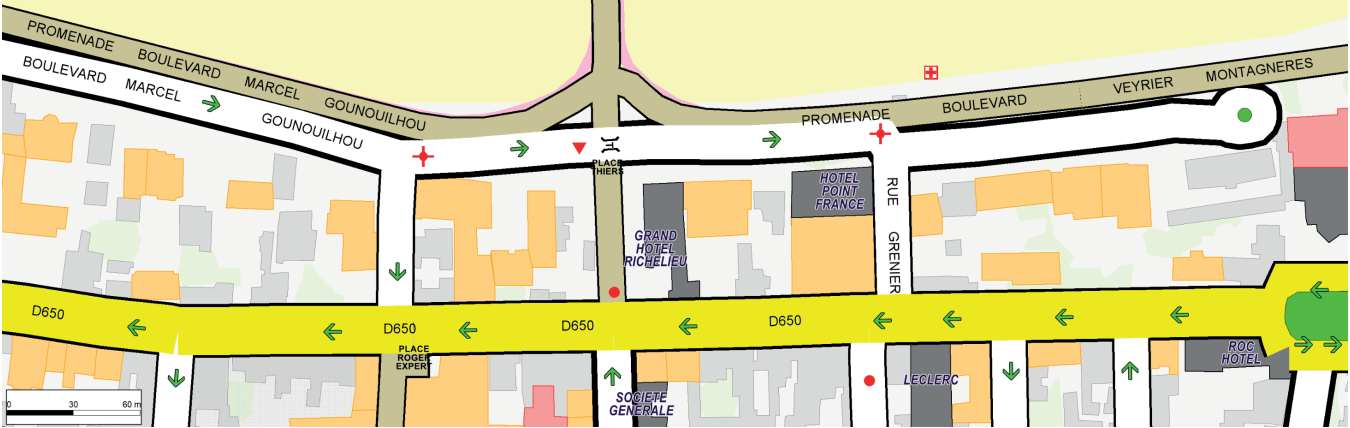 PROMENADE BOULEVARD MARCEL GOUNOUILHOU
BOULEVARD MARCEL GOUNOUILHOU
PROMENADE BOULEVARD VEYRIER MONTAGNERES
PLACE
THIERS
HOTEL
POINT
FRANCE
RUE GRENIER
GRAND
HOTEL
RICHELIEU
D650
D650
D650
D650
PLACE
ROGER
EXPERT
ROC
HOTEL
LECLERC
SOCIETE
GENERALE
0 30 60 m